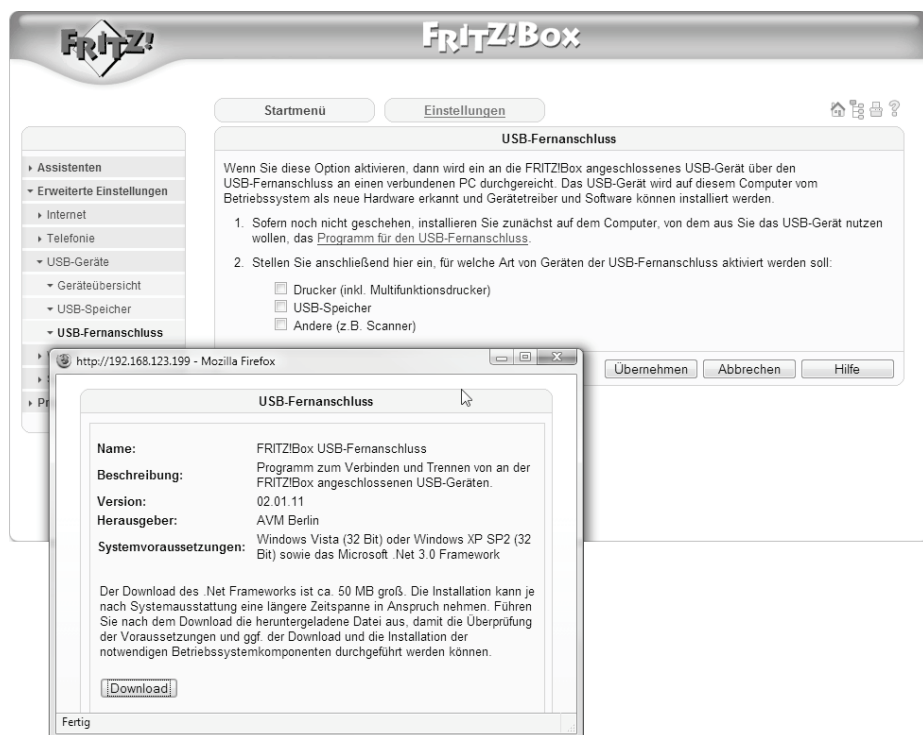 FRITZ!
FRITZ!Box
Startmenü
Einstellungen
USB-Fernanschluss
Assistenten
Erweiterte Einstellungen
Internet
Telefonie
USB-Geräte
Geräteübersicht
USB-Speicher
USB-Fernanschluss
Wenn Sie diese Option aktivieren, dann wird ein an die FRITZ!Box angeschlossenes USB-Gerät über den
USB-Fernanschluss an einen verbundenen PC durchgereicht. Das USB-Gerät wird auf diesem Computer vom
Betriebssystem als neue Hardware erkannt und Gerätetreiber und Software können installiert werden.
1. Sofern noch nicht geschehen, installieren Sie zunächst auf dem Computer, von dem aus Sie das USB-Gerät nutzen
wollen, das Programm für den USB-Fernanschluss.
2. Stellen Sie anschließend hier ein, für welche Art von Geräten der USB-Fernanschluss aktiviert werden soll:
Drucker (inkl. Multifunktionsdrucker)
USB-Speicher
Andere (z.B. Scanner)
Übernehmen
Abbrechen
Hilfe
http://192.168.123.199 - Mozilla Firefox
USB-Fernanschluss
Name: FRITZ!Box USB-Fernanschluss
Beschreibung: Programm zum Verbinden und Trennen von an der
FRITZ!Box angeschlossenen USB-Geräten.
Version: 02.01.11
Herausgeber: AVM Berlin
Systemvoraussetzungen: Windows Vista (32 Bit) oder Windows XP SP2 (32
Bit) sowie das Microsoft .Net 3.0 Framework
Der Download des .Net Frameworks ist ca. 50 MB groß. Die Installation kann je
nach Systemausstattung eine längere Zeitspanne in Anspruch nehmen. Führen
Sie nach dem Download die heruntergeladene Datei aus, damit die Überprüfung
der Voraussetzungen und ggf. der Download und die Installation der
notwendigen Betriebssystemkomponenten durchgeführt werden können.
Download
Fertig